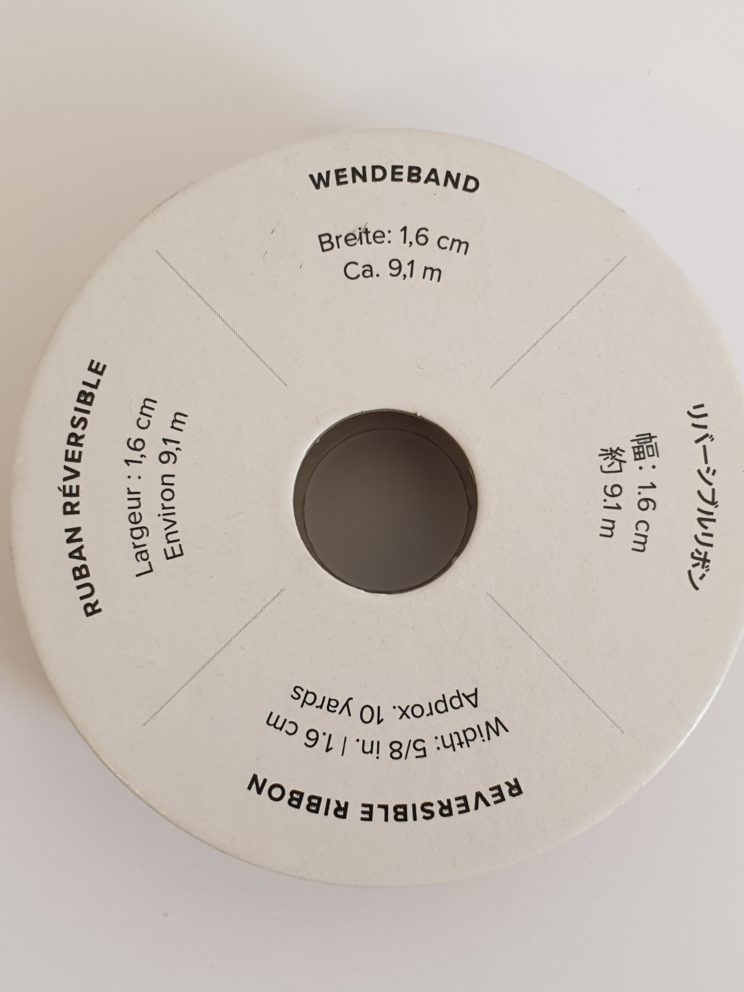 WENDEBAND
Breite: 1,6 cm
Ca. 9,1 m
リバーシブルリボン
幅: 1.6 cm
約 9.1 m
REVERSIBLE RIBBON
Width: 5/8 in. | 1.6 cm
Approx. 10 yards
RUBAN RÉVERSIBLE
Largeur : 1,6 cm
Environ 9,1 m